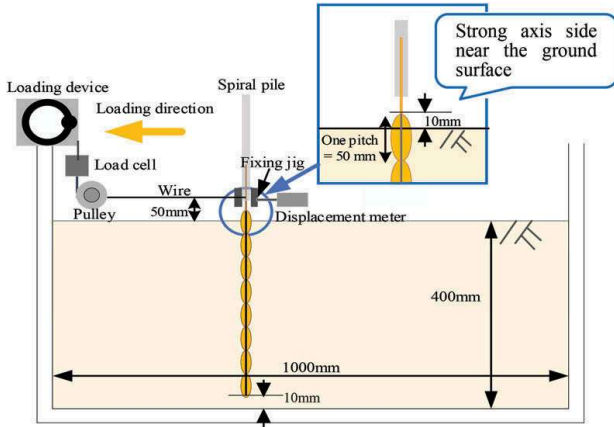 Strong axis side
near the ground
surface
Spiral pile
Loading device
Loading direction
10mm
One pitch
= 50 mm
Fixing jig
Load cell
Wire
Pulley
50mm
Displacement meter
400mm
1000mm
10mm